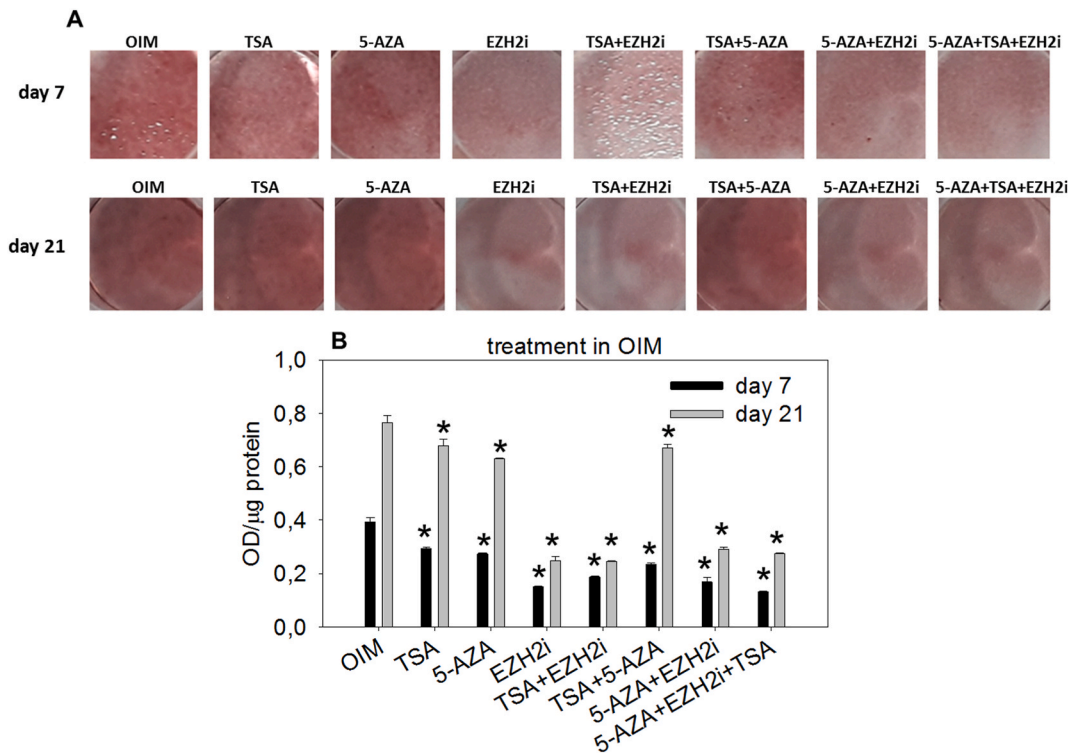 A
OIM TSA 5-AZA EZH2i TSA+EZH2i TSA+5-AZA 5-AZA+EZH2i 5-AZA+TSA+EZH2i
day 7
OIM TSA 5-AZA EZH2i TSA+EZH2i TSA+5-AZA 5-AZA+EZH2i 5-AZA+TSA+EZH2i
day 21
B
treatment in OIM
1,0
0,8
0,6
0,4
0,2
0,0
OD/µg protein
day 7
day 21
* * * * * * *
* * * * * * *
OIM
TSA
5-AZA
EZH2i
TSA+EZH2i
TSA+5-AZA
5-AZA+EZH2i
5-AZA+EZH2i+TSA